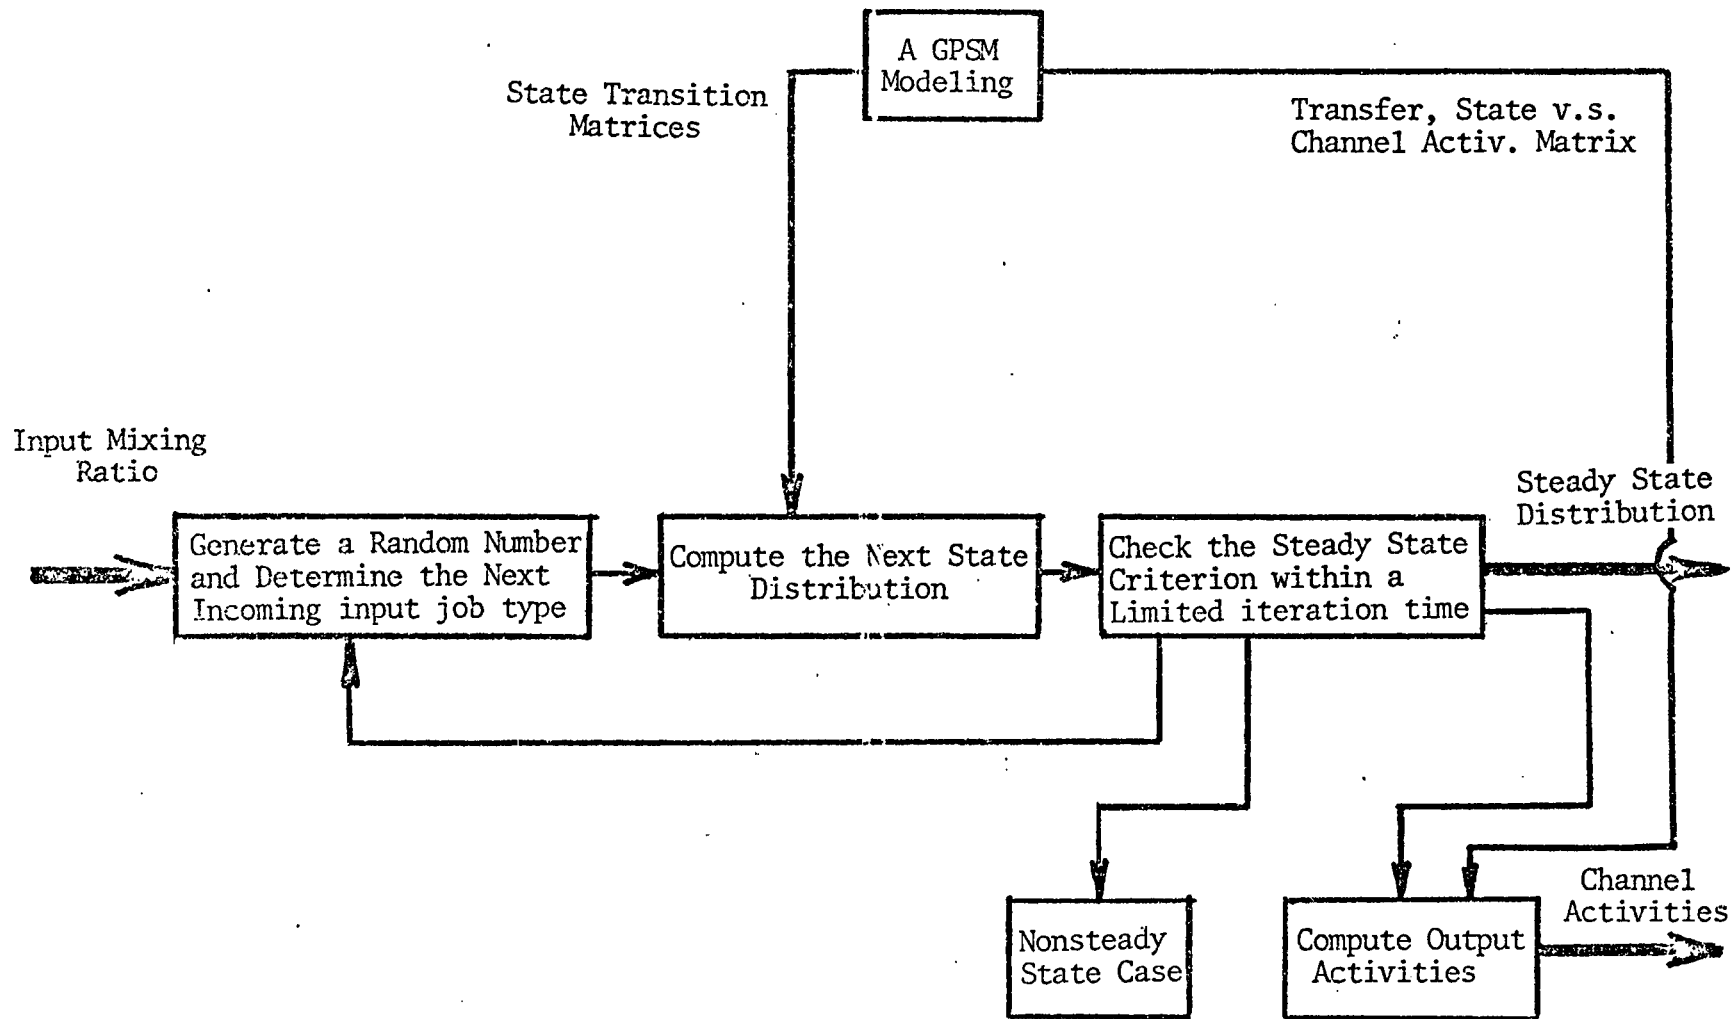 A GPSM
Modeling
State Transition
Matrices
Transfer, State v.s.
Channel Activ. Matrix
Input Mixing
Ratio
Steady State
Distribution
Generate a Random Number
and Determine the Next
Incoming input job type
Compute the Next State
Distribution
Check the Steady State
Criterion within a
Limited iteration time
Nonsteady
State Case
Compute Output
Activities
Channel
Activities